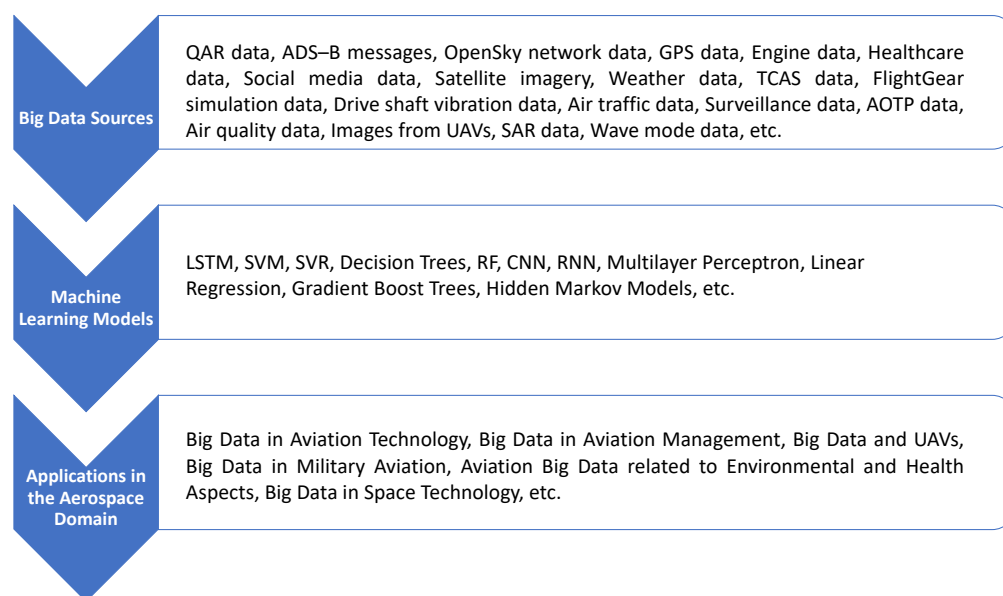 Big Data Sources
QAR data, ADS–B messages, OpenSky network data, GPS data, Engine data, Healthcare
data, Social media data, Satellite imagery, Weather data, TCAS data, FlightGear
simulation data, Drive shaft vibration data, Air traffic data, Surveillance data, AOTP data,
Air quality data, Images from UAVs, SAR data, Wave mode data, etc.
Machine
Learning Models
LSTM, SVM, SVR, Decision Trees, RF, CNN, RNN, Multilayer Perceptron, Linear
Regression, Gradient Boost Trees, Hidden Markov Models, etc.
Applications in
the Aerospace
Domain
Big Data in Aviation Technology, Big Data in Aviation Management, Big Data and UAVs,
Big Data in Military Aviation, Aviation Big Data related to Environmental and Health
Aspects, Big Data in Space Technology, etc.